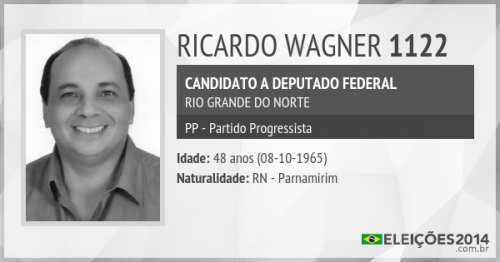 RICARDO WAGNER 1122
CANDIDATO A DEPUTADO FEDERAL
RIO GRANDE DO NORTE
PP - Partido Progressista
Idade: 48 anos (08-10-1965)
Naturalidade: RN - Parnamirim
ELEIÇÕES2014
.com.br